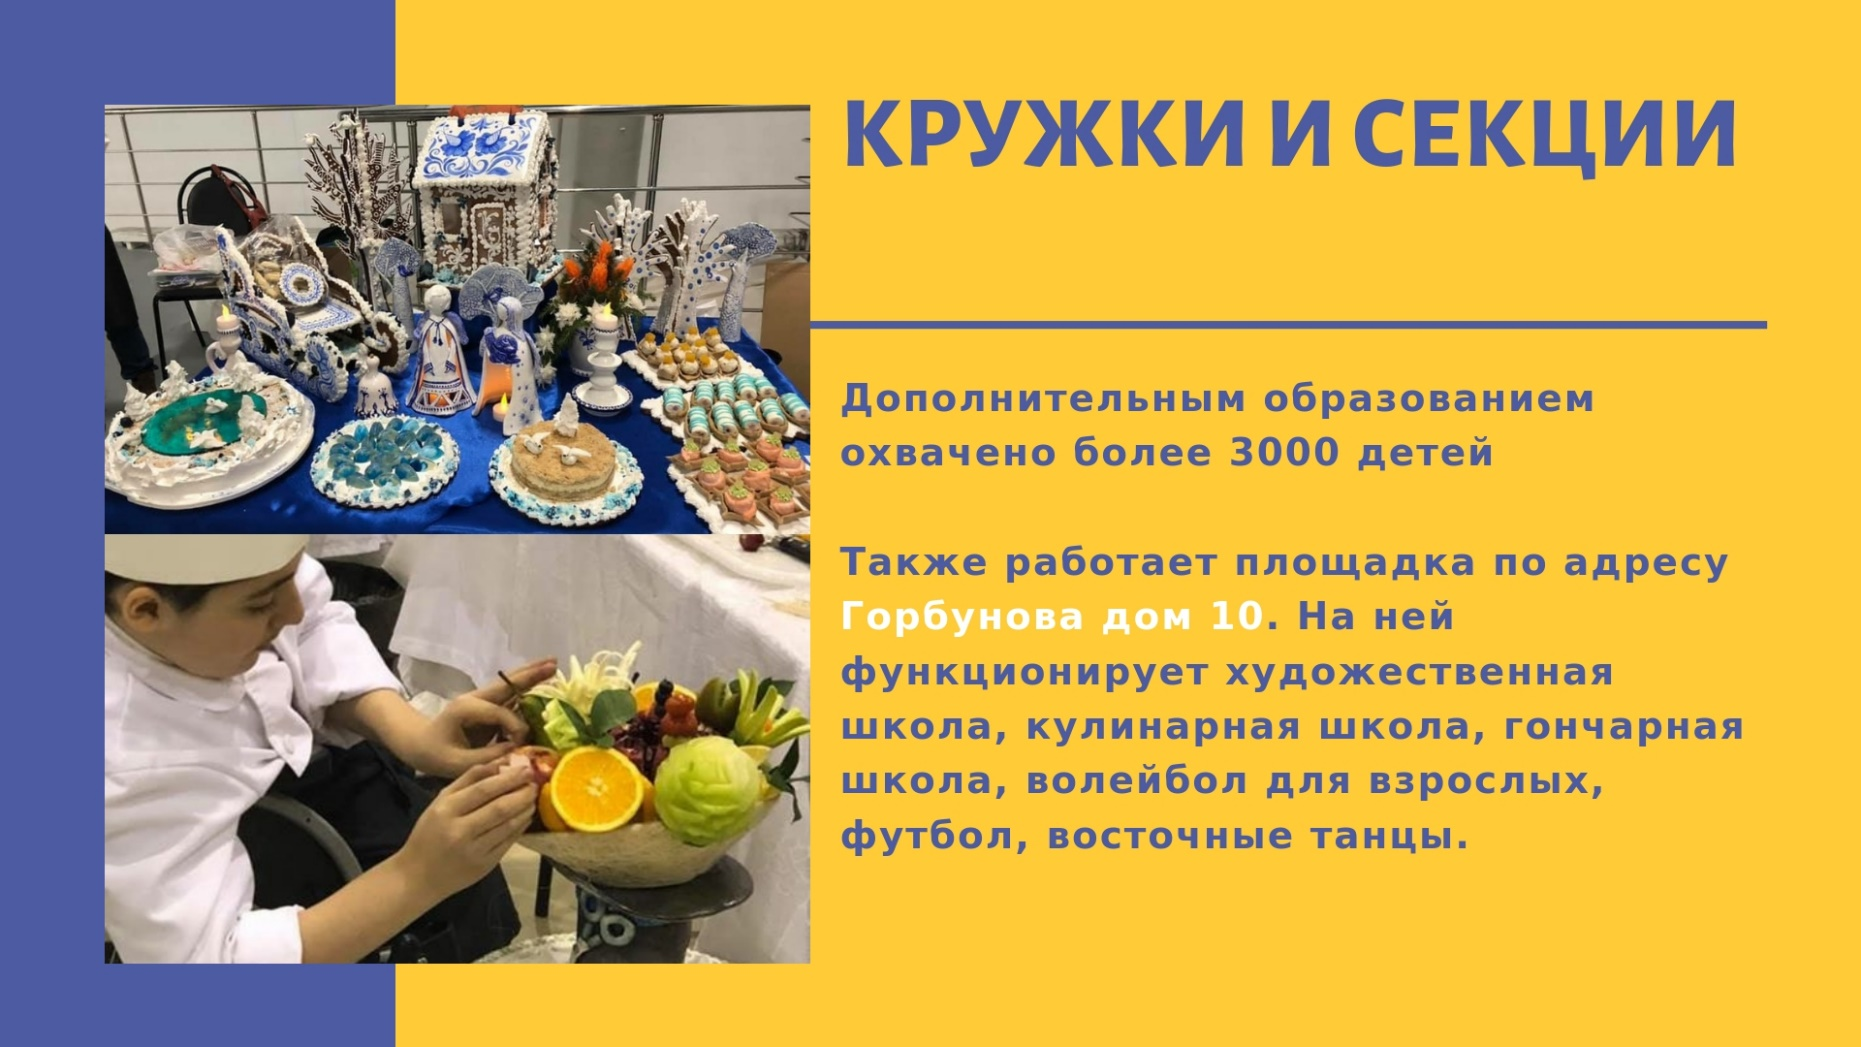 КРУЖКИ И СЕКЦИИ
Дополнительным образованием
охвачено более 3000 детей
Также работает площадка по адресу
Горбунова дом 10. На ней
функционирует художественная
школа, кулинарная школа, гончарная
школа, волейбол для взрослых,
футбол, восточные танцы.